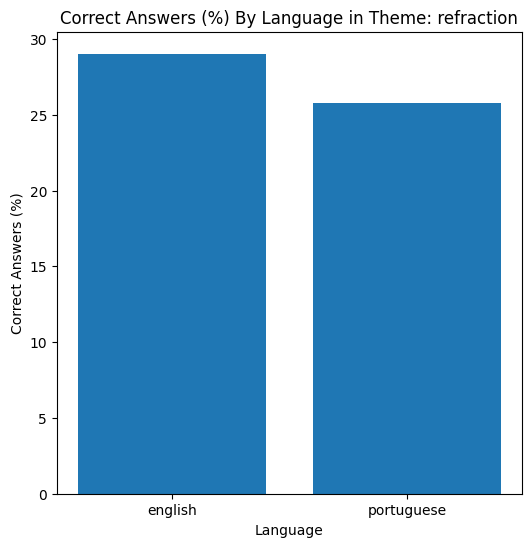 Correct Answers (%) By Language in Theme: refraction
30
25
20
15
10
5
0
Correct Answers (%)
english
portuguese
Language